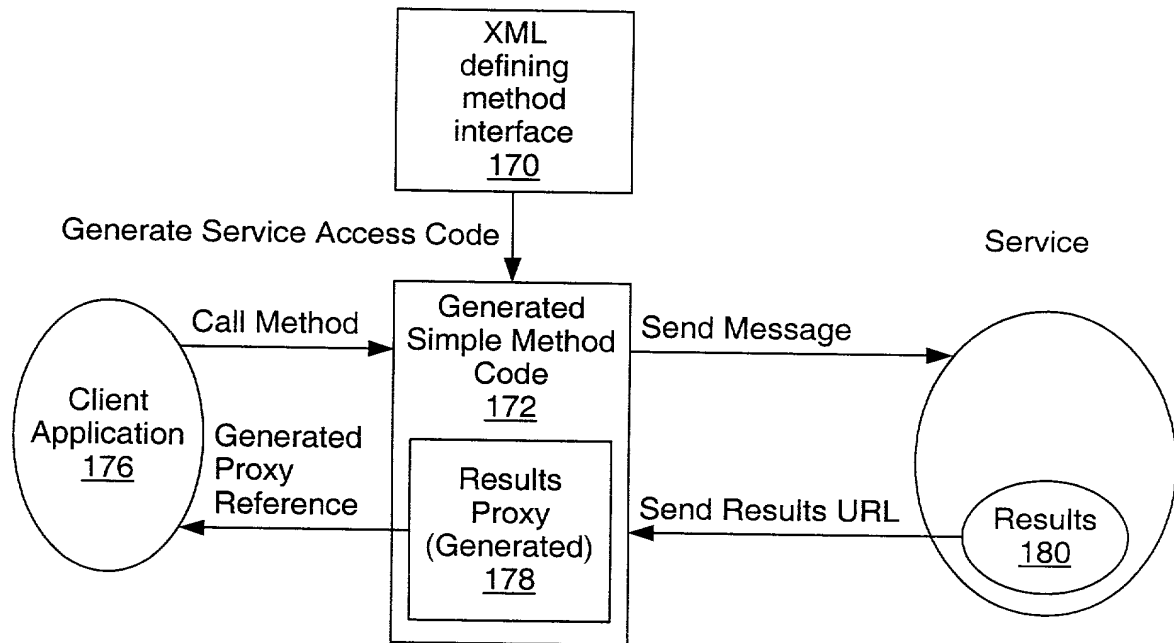 XML
defining
method
interface
170
Generate Service Access Code
Service
Call Method
Generated
Simple Method
Code
172
Send Message
Client
Application
176
Generated
Proxy
Reference
Results
Proxy
(Generated)
178
Send Results URL
Results
180